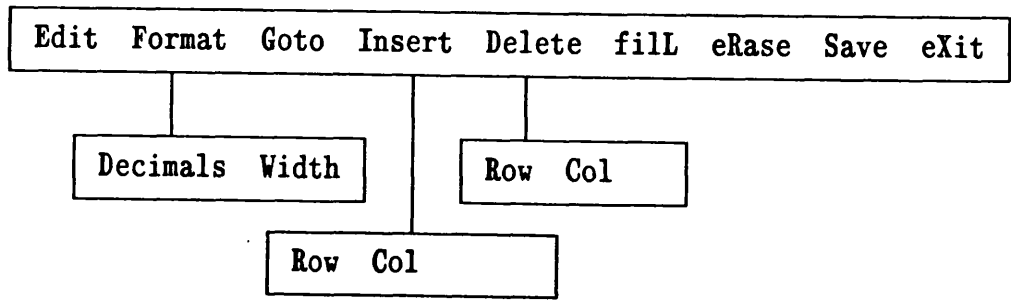 Edit Format Goto Insert Delete filL eRase Save eXit
Decimals Width
Row Col
Row Col